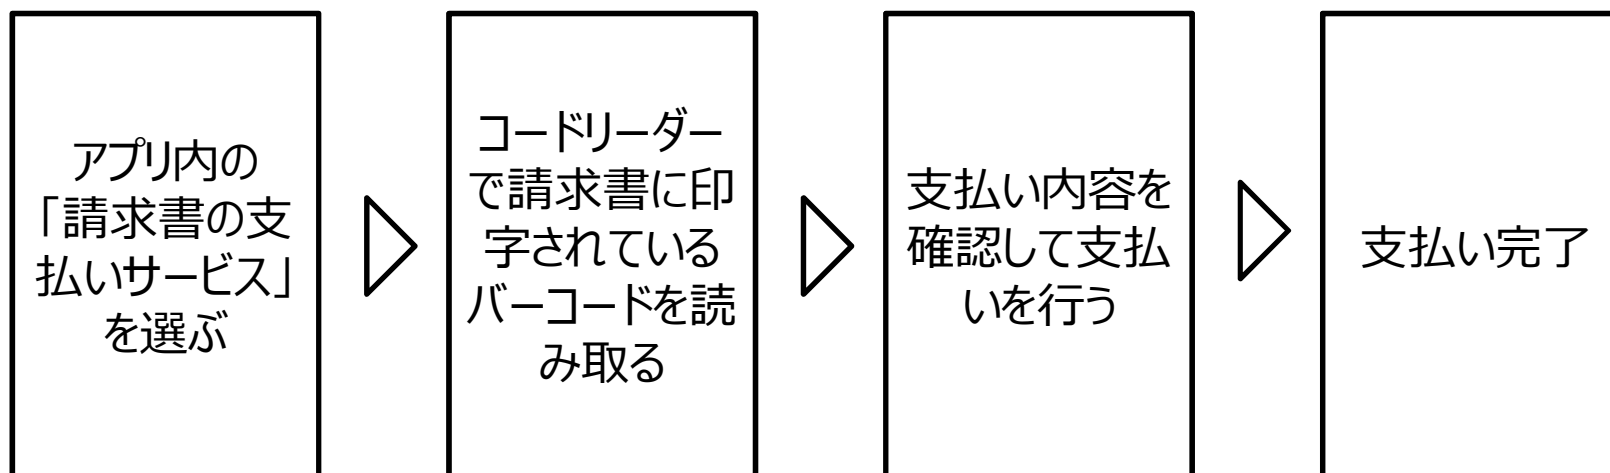 アプリ内の
「請求書の支
払いサービス」
を選ぶ
コードリーダー
で請求書に印
字されている
バーコードを読
み取る
支払い内容を
確認して支払
いを行う
支払い完了